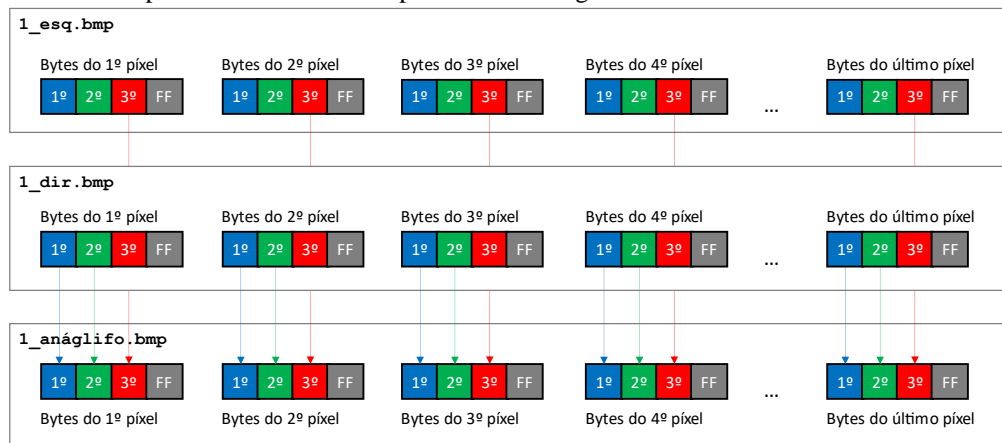 1_esq.bmp
Bytes do 1º píxel Bytes do 2º píxel Bytes do 3º píxel Bytes do 4º píxel Bytes do último píxel
1º 2º 3º FF 1º 2º 3º FF 1º 2º 3º FF 1º 2º 3º FF ... 1º 2º 3º FF
1_dir.bmp
Bytes do 1º píxel Bytes do 2º píxel Bytes do 3º píxel Bytes do 4º píxel Bytes do último píxel
1º 2º 3º FF 1º 2º 3º FF 1º 2º 3º FF 1º 2º 3º FF ... 1º 2º 3º FF
1_anáglifo.bmp
1º 2º 3º FF 1º 2º 3º FF 1º 2º 3º FF 1º 2º 3º FF ... 1º 2º 3º FF
Bytes do 1º píxel Bytes do 2º píxel Bytes do 3º píxel Bytes do 4º píxel Bytes do último píxel